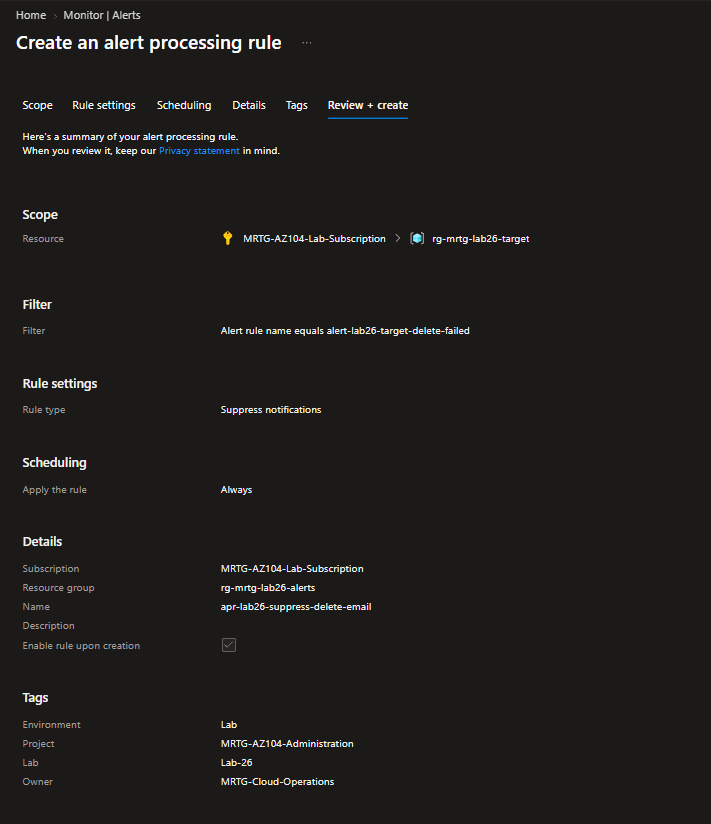 Home > Monitor | Alerts
Create an alert processing rule ...
Scope Rule settings Scheduling Details Tags Review + create
Here's a summary of your alert processing rule.
When you review it, keep our Privacy statement in mind.
Scope
Resource MRTG-AZ104-Lab-Subscription > rg-mrtg-lab26-target
Filter
Filter Alert rule name equals alert-lab26-target-delete-failed
Rule settings
Rule type Suppress notifications
Scheduling
Apply the rule Always
Details
Subscription MRTG-AZ104-Lab-Subscription
Resource group rg-mrtg-lab26-alerts
Name apr-lab26-suppress-delete-email
Description
Enable rule upon creation
Tags
Environment Lab
Project MRTG-AZ104-Administration
Lab Lab-26
Owner MRTG-Cloud-Operations